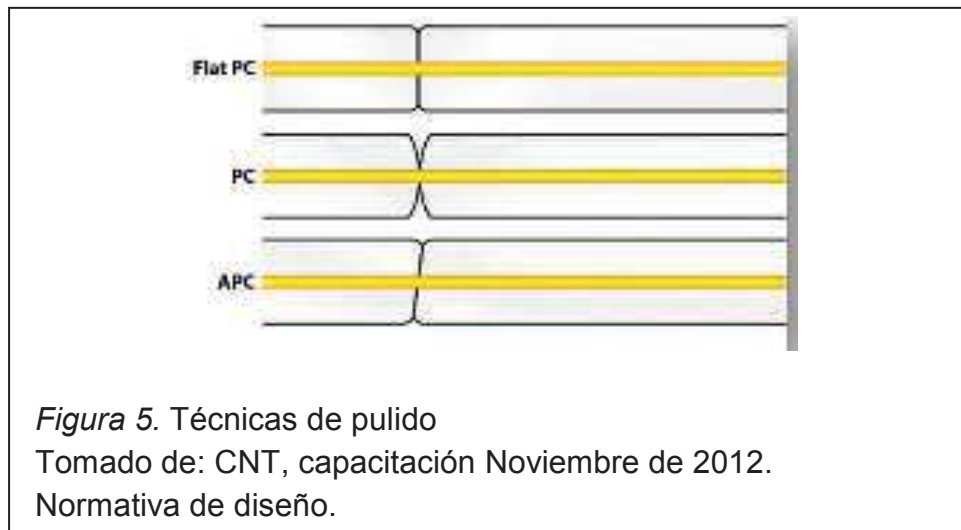 Flat PC
PC
APC
Figura 5. Técnicas de pulido
Tomado de: CNT, capacitación Noviembre de 2012.
Normativa de diseño.